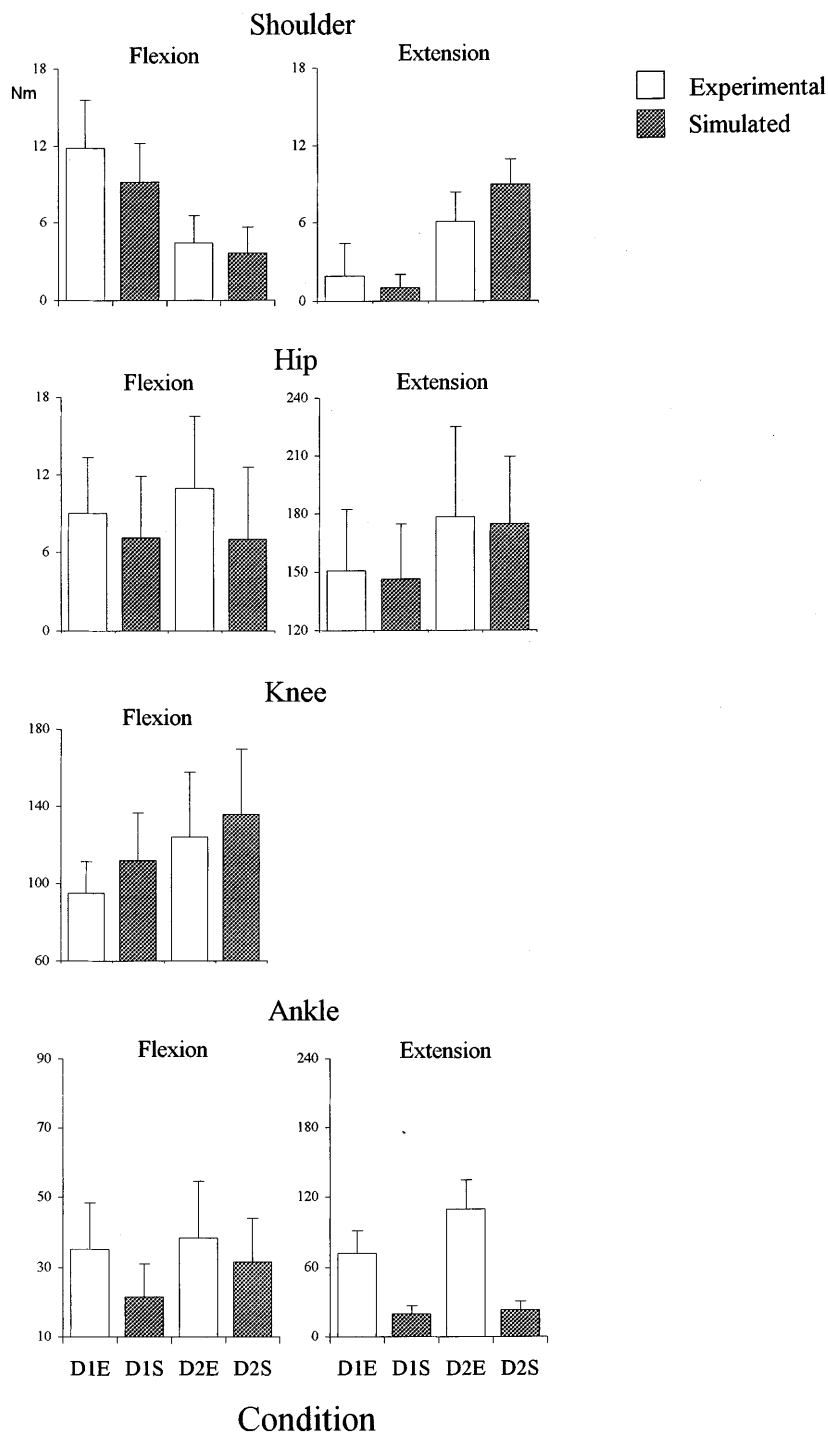 Shoulder
Flexion
Extension
Experimental
Simulated
18
Nm
12
6
0
18
12
6
0
Hip
Flexion
Extension
18
12
6
0
240
210
180
150
120
Knee
Flexion
180
140
100
60
Ankle
Flexion
Extension
90
70
50
30
10
240
180
120
60
0
D1E D1S D2E D2S
D1E D1S D2E D2S
Condition